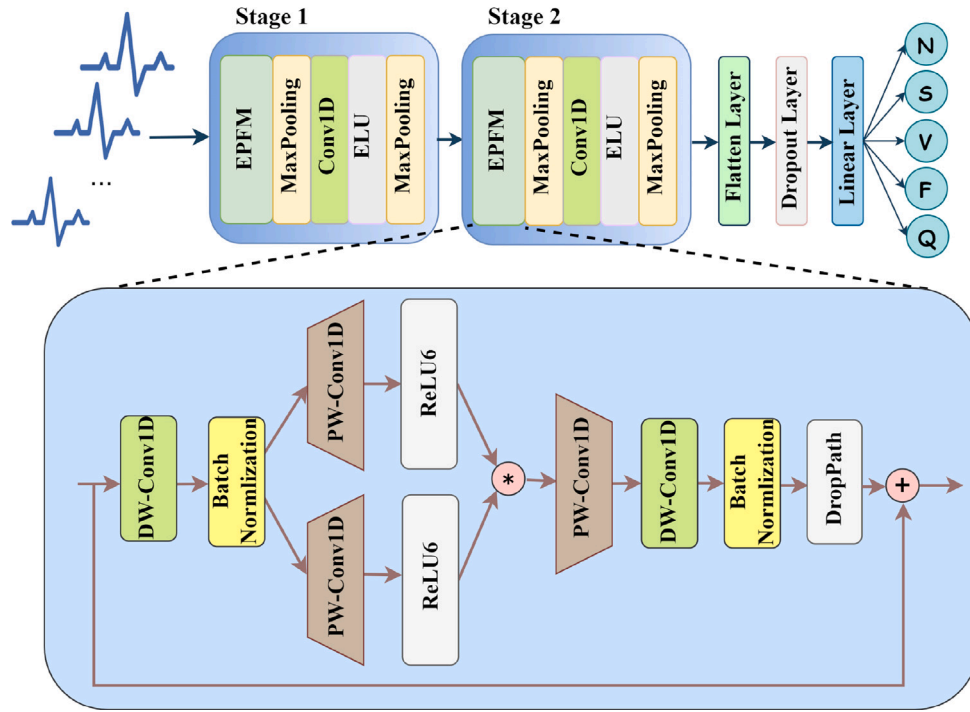 Stage 1
Stage 2
...
EPFM
MaxPooling
Conv1D
ELU
MaxPooling
EPFM
MaxPooling
Conv1D
ELU
MaxPooling
Flatten Layer
Dropout Layer
Linear Layer
N
S
V
F
Q
DW-Conv1D
Batch
Normlization
PW-Conv1D
ReLU6
PW-Conv1D
ReLU6
*
PW-Conv1D
DW-Conv1D
Batch
Normlization
DropPath
+